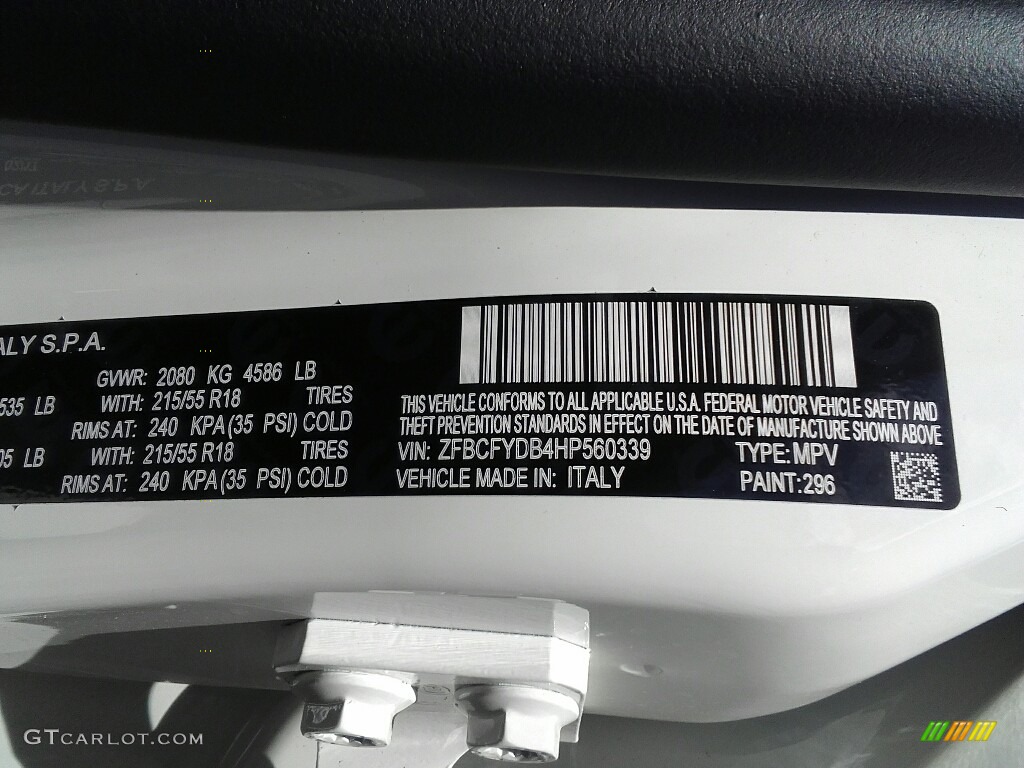 ALY S.P.A.
GVWR: 2080 KG 4586 LB
535 LB WITH: 215/55 R18 TIRES
RIMS AT: 240 KPA(35 PSI) COLD
05 LB WITH: 215/55 R18 TIRES
RIMS AT: 240 KPA(35 PSI) COLD
THIS VEHICLE CONFORMS TO ALL APPLICABLE U.S.A. FEDERAL MOTOR VEHICLE SAFETY AND
THEFT PREVENTION STANDARDS IN EFFECT ON THE DATE OF MANUFACTURE SHOWN ABOVE
VIN: ZFBCFYDB4HP560339 TYPE: MPV
VEHICLE MADE IN: ITALY PAINT:296
GTCARLOT.COM